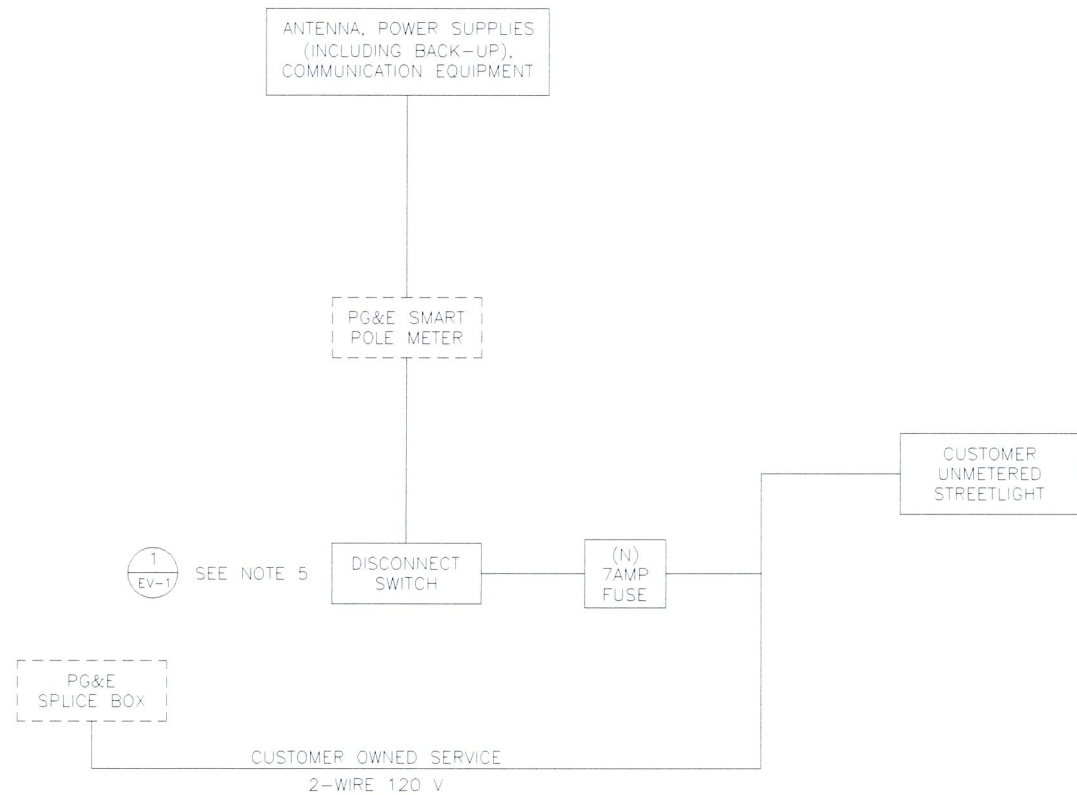 ANTENNA, POWER SUPPLIES
(INCLUDING BACK-UP),
COMMUNICATION EQUIPMENT
PG&E SMART
POLE METER
CUSTOMER
UNMETERED
STREETLIGHT
1
EV-1
SEE NOTE 5
DISCONNECT
SWITCH
(N)
7AMP
FUSE
PG&E
SPLICE BOX
CUSTOMER OWNED SERVICE
2-WIRE 120 V